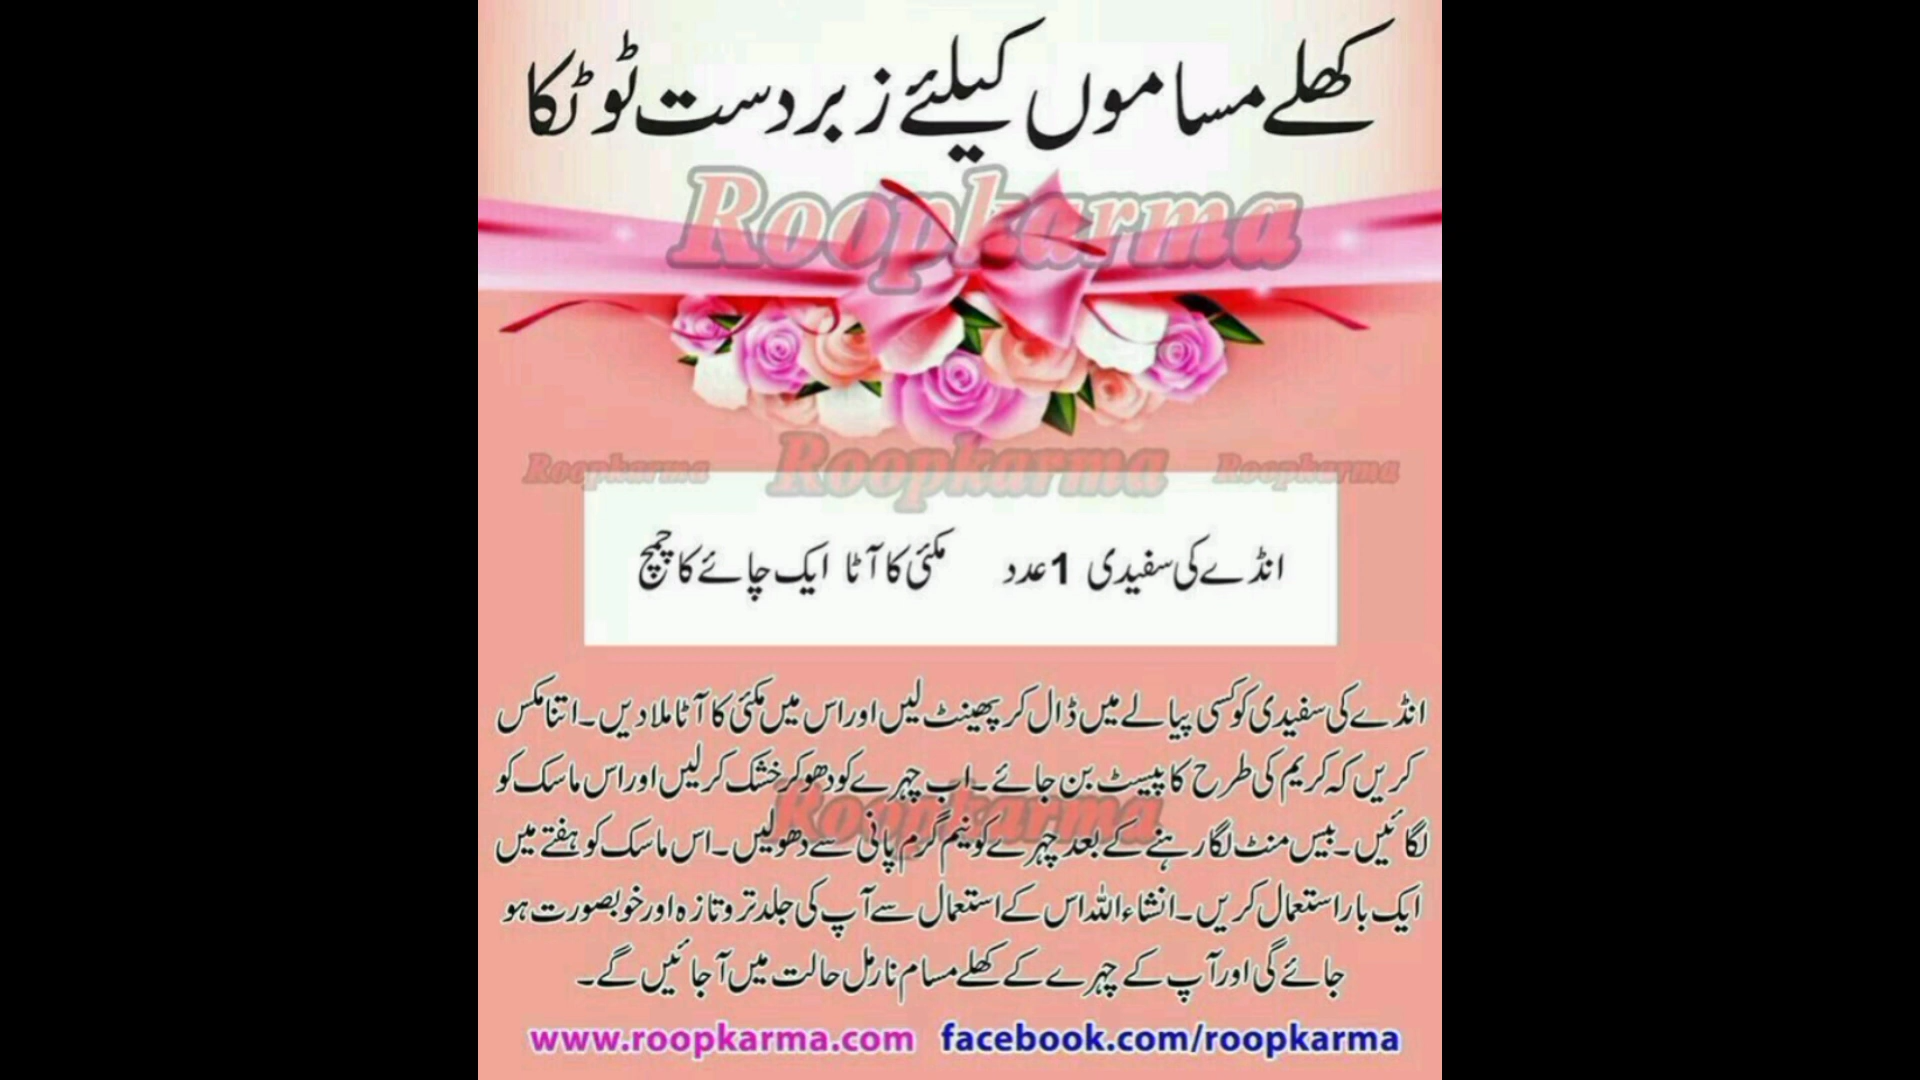 کھلے مساموں کیلئے زبردست ٹوٹکا
Roopkarma
Roopkarma Roopkarma Roopkarma
انڈے کی سفیدی 1 عدد مکئی کا آٹا ایک چائے کا چمچ
انڈے کی سفیدی کو کسی پیالے میں ڈال کر پھینٹ لیں اور اس میں مکئی کا آٹا ملا دیں۔ اتنا مکس
کریں کہ کریم کی طرح کا پیسٹ بن جائے۔ اب چہرے کو دھو کر خشک کر لیں اور اس ماسک کو
Roopkarma
لگائیں۔ بیس منٹ لگا رہنے کے بعد چہرے کو نیم گرم پانی سے دھو لیں۔ اس ماسک کو ہفتے میں
ایک بار استعمال کریں۔ انشاء اللہ اس کے استعمال سے آپ کی جلد تر و تازہ اور خوبصورت ہو
جائے گی اور آپ کے چہرے کے کھلے مسام نارمل حالت میں آ جائیں گے۔
www.roopkarma.com facebook.com/roopkarma